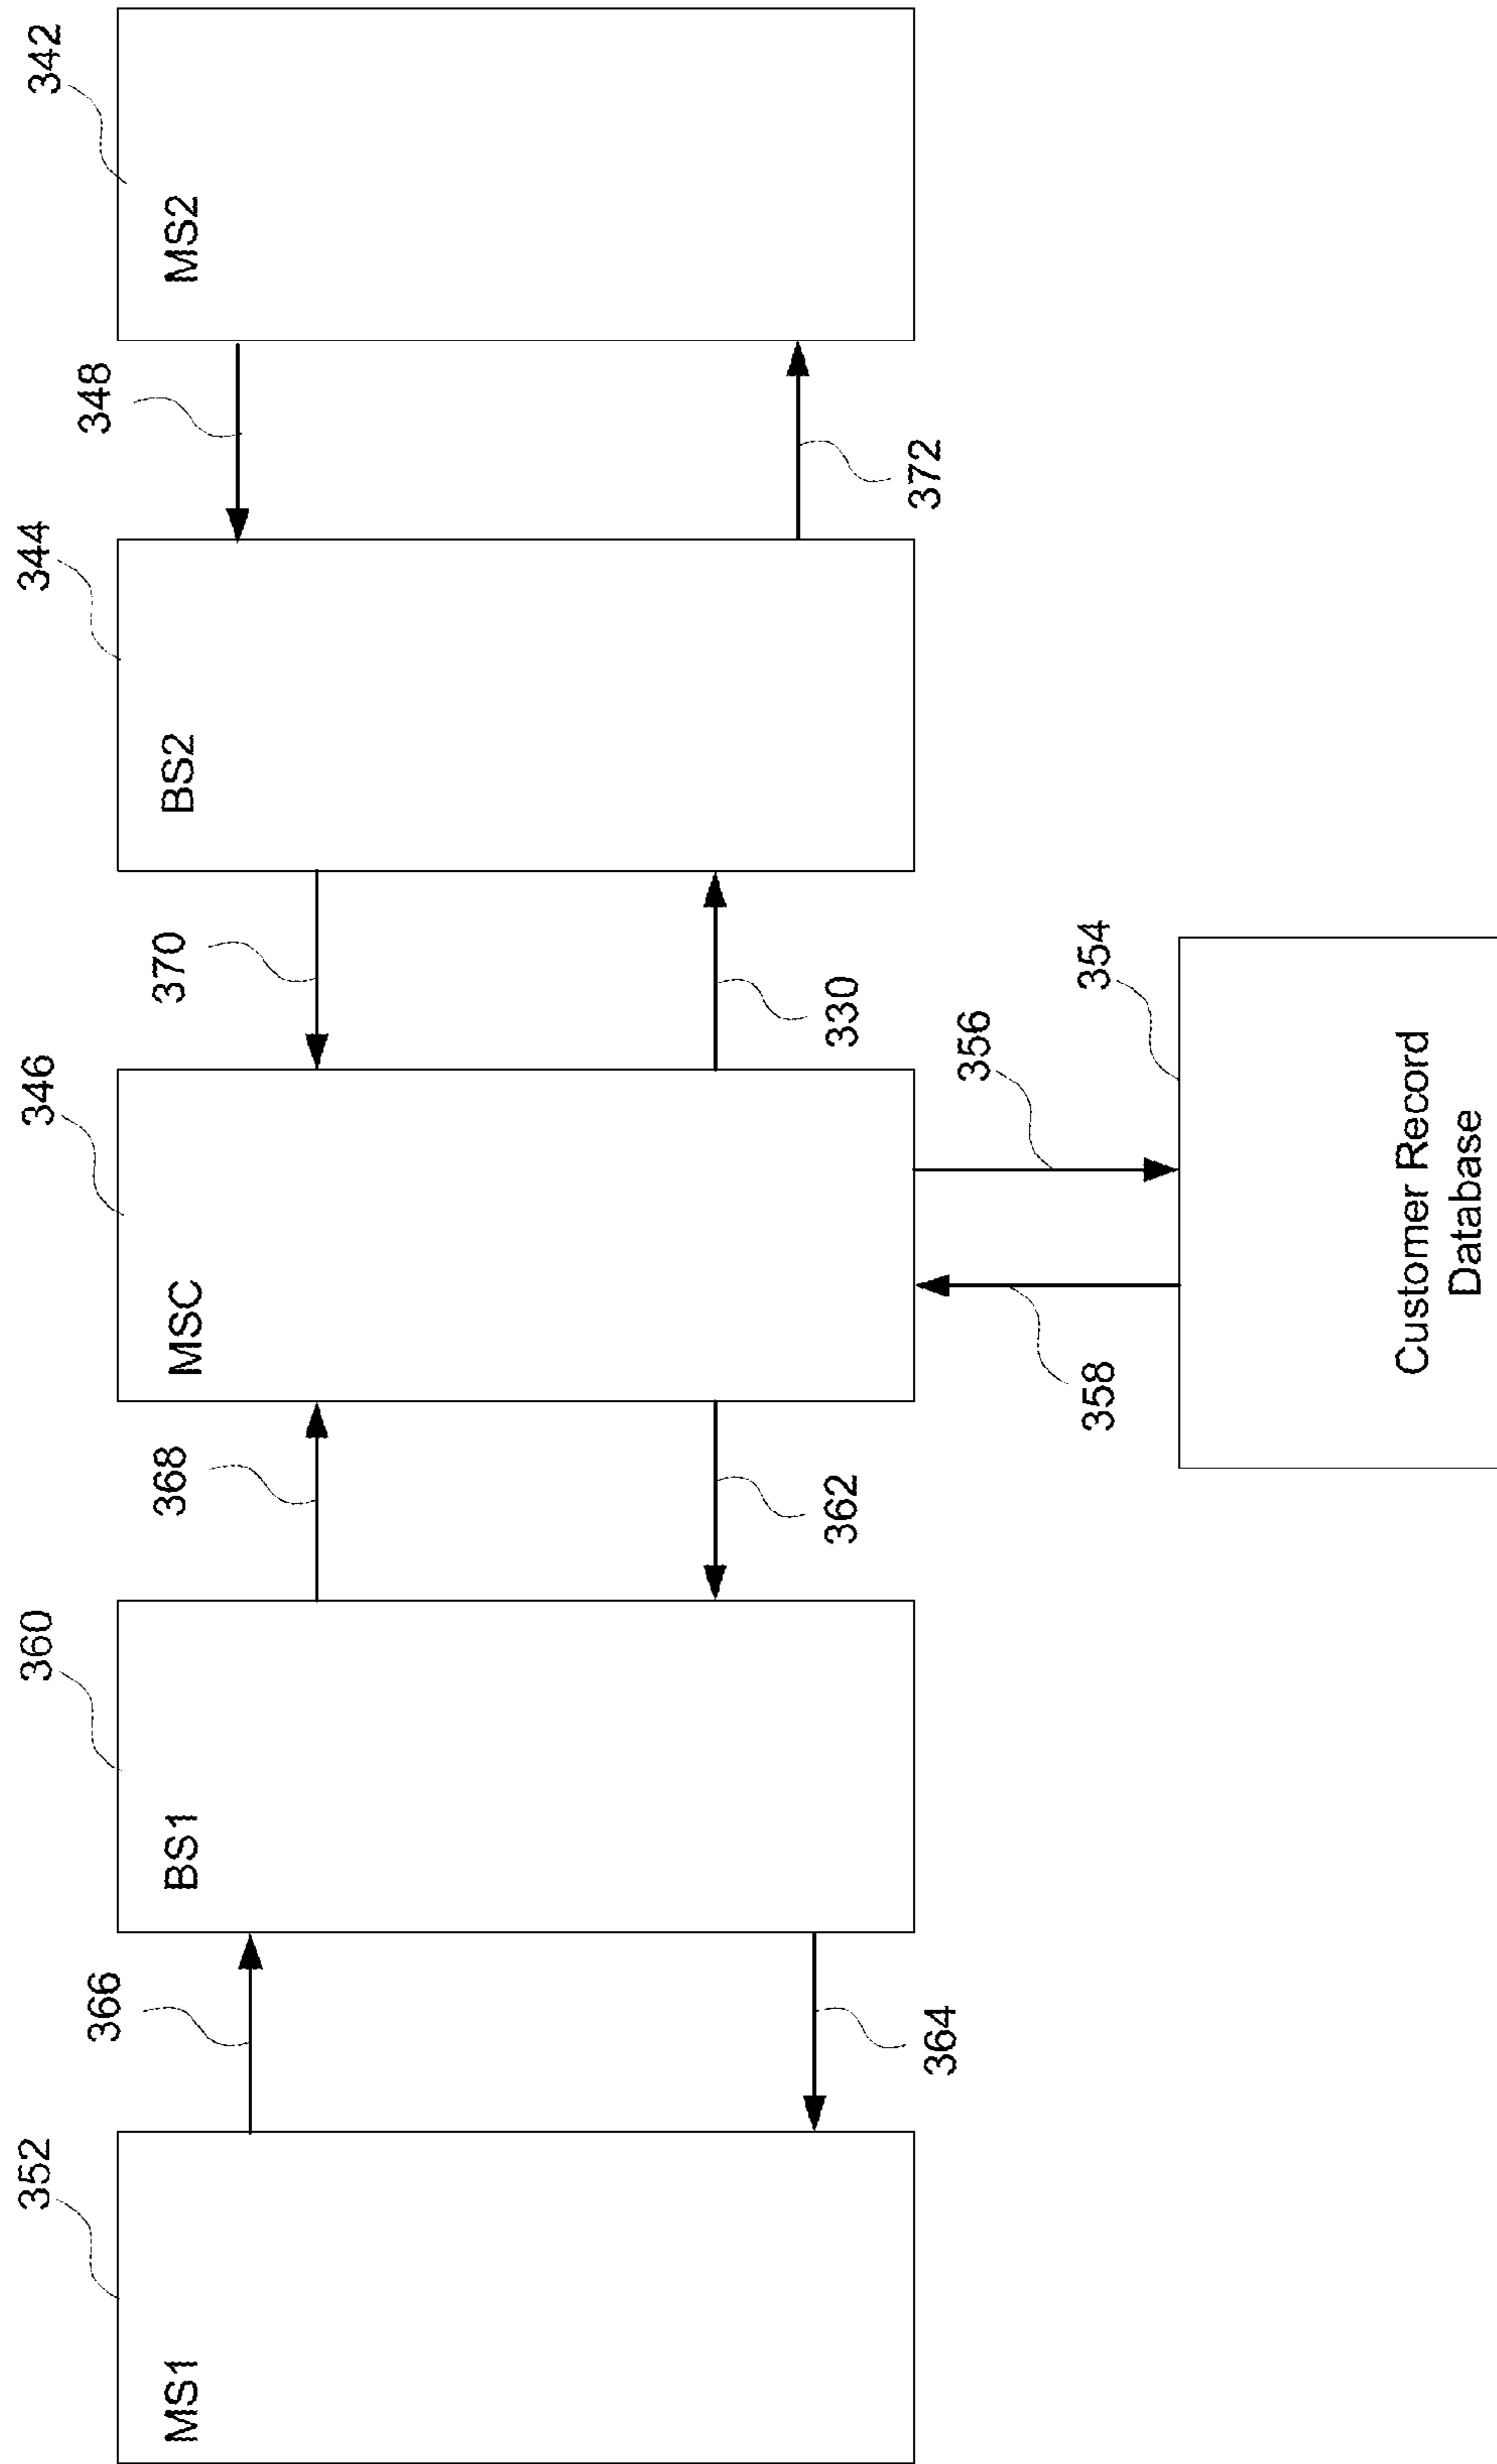 352
360
346
344
342
366
348
368
370
MS1
BS1
MSC
BS2
MS2
362
330
364
372
356
358
354
Customer Record
Database